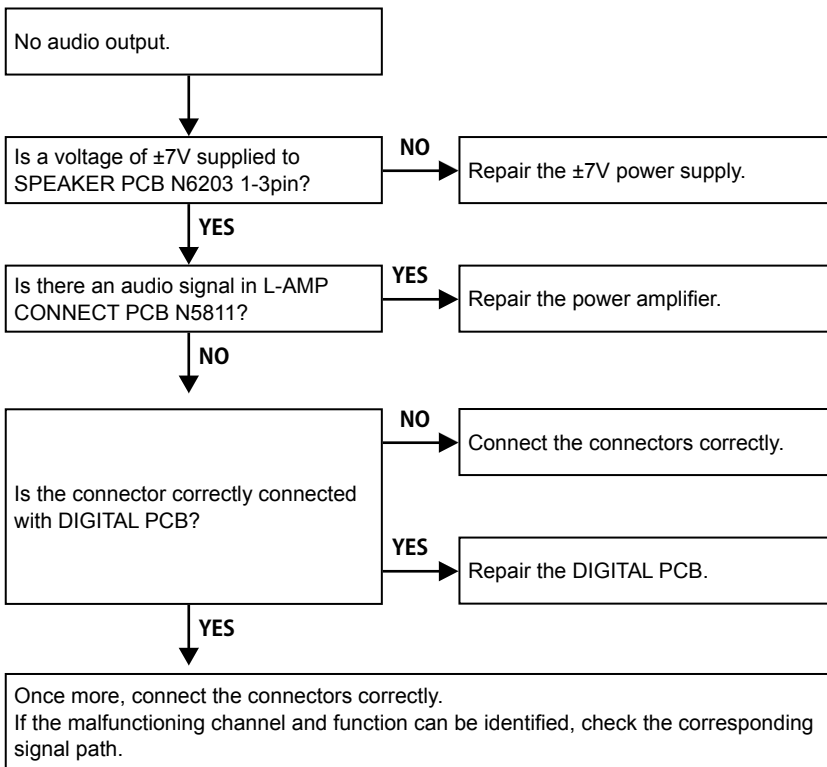 No audio output.
Is a voltage of ±7V supplied to
SPEAKER PCB N6203 1-3pin?
NO
Repair the ±7V power supply.
YES
Is there an audio signal in L-AMP
CONNECT PCB N5811?
YES
Repair the power amplifier.
NO
Is the connector correctly connected
with DIGITAL PCB?
NO
Connect the connectors correctly.
YES
Repair the DIGITAL PCB.
YES
Once more, connect the connectors correctly.
If the malfunctioning channel and function can be identified, check the corresponding
signal path.